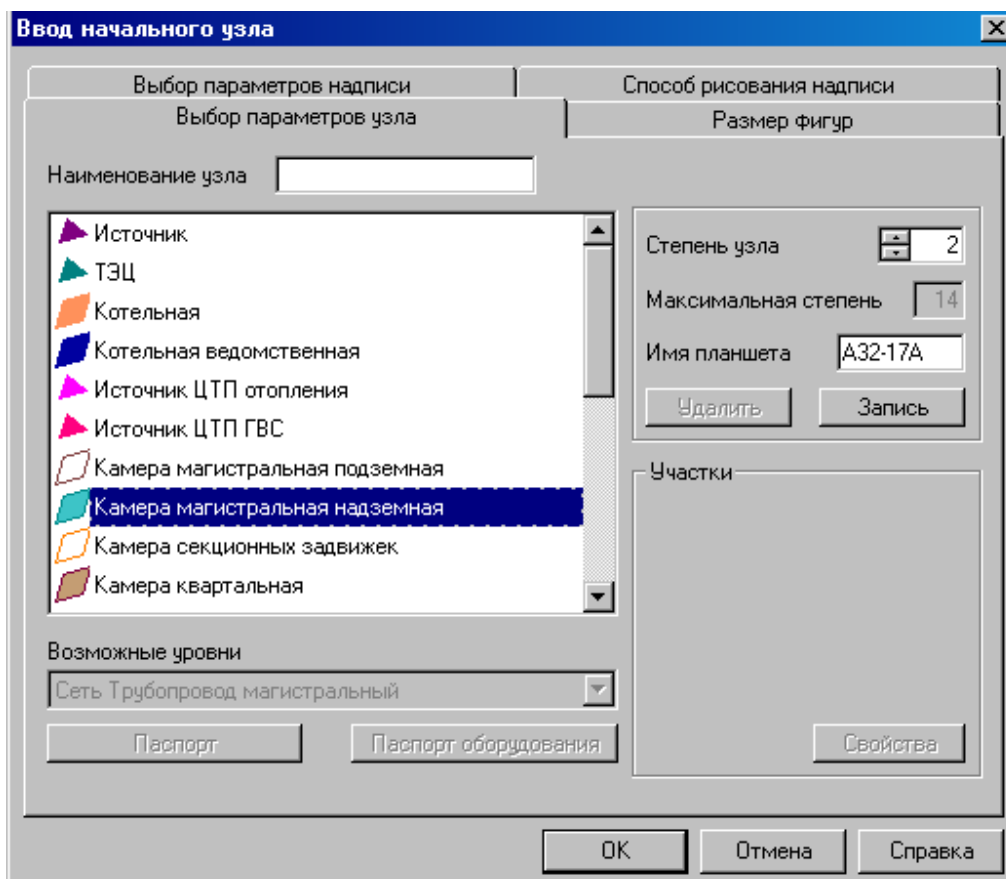 Ввод начального узла
Выбор параметров надписи
Способ рисования надписи
Выбор параметров узла
Размер фигур
Наименование узла
Источник
ТЭЦ
Котельная
Котельная ведомственная
Источник ЦТП отопления
Источник ЦТП ГВС
Камера магистральная подземная
Камера магистральная надземная
Камера секционных задвижек
Камера квартальная
Возможные уровни
Сеть Трубопровод магистральный
Паспорт
Паспорт оборудования
Степень узла 2
Максимальная степень 14
Имя планшета А32-17А
Удалить
Запись
Участки
Свойства
OK
Отмена
Справка